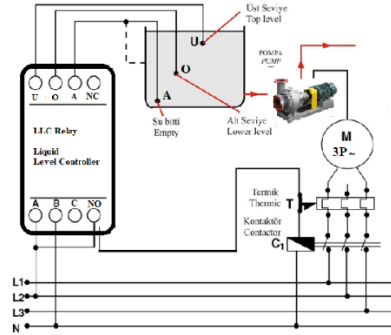 Üst Seviye
Top level
U
O
A
POMPA
PUMP
U O A NC
LLC Relay
Liquid
Level Controller
Su bitti
Empty
Alt Seviye
Lower level
M
3P~
A B C NO
Termik
Thermic
T
Kontaktör
Contactor
C1
L1
L2
L3
N